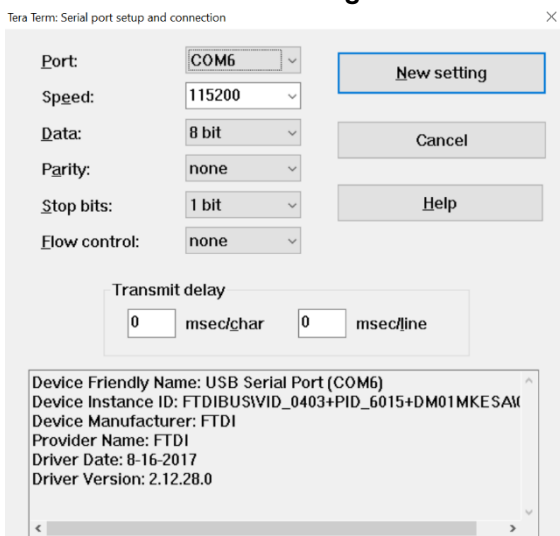 Tera Term: Serial port setup and connection
Port: COM6
New setting
Speed: 115200
Data: 8 bit
Cancel
Parity: none
Stop bits: 1 bit
Help
Flow control: none
Transmit delay
0 msec/char 0 msec/line
Device Friendly Name: USB Serial Port (COM6)
Device Instance ID: FTDIBUS\VID_0403+PID_6015+DM01MKESA\(
Device Manufacturer: FTDI
Provider Name: FTDI
Driver Date: 8-16-2017
Driver Version: 2.12.28.0